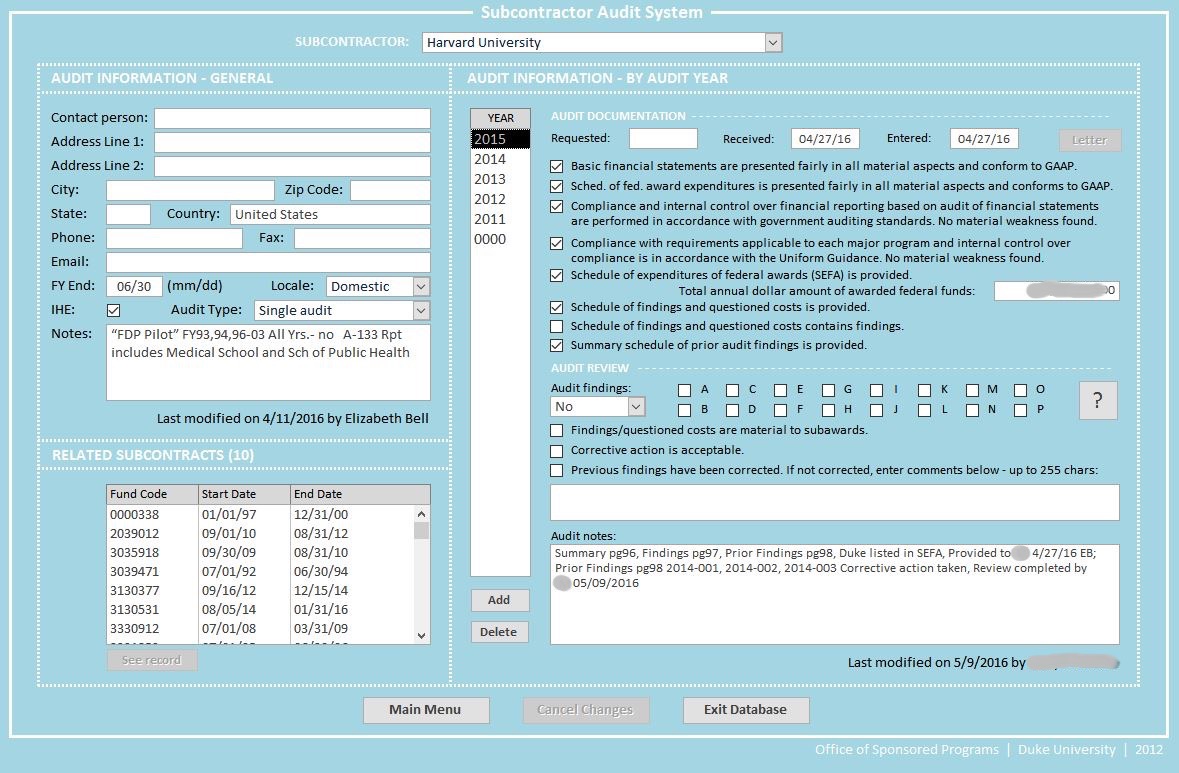 Subcontractor Audit System
SUBCONTRACTOR: Harvard University
AUDIT INFORMATION - GENERAL
Contact person:
Address Line 1:
Address Line 2:
City: Zip Code:
State: Country: United States
Phone: Fax:
Email:
FY End: 06/30 (mm/dd) Locale: Domestic
IHE: Audit Type: Single audit
Notes: “FDP Pilot” FY93,94,96-03 All Yrs.- no A-133 Rpt
includes Medical School and Sch of Public Health
Last modified on 4/11/2016 by Elizabeth Bell
RELATED SUBCONTRACTS (10)
Fund Code Start Date End Date
0000338 01/01/97 12/31/00
2039012 09/01/10 08/31/12
3035918 09/30/09 08/31/10
3039471 07/01/92 06/30/94
3130377 09/16/12 12/15/14
3130531 08/05/14 01/31/16
3330912 07/01/08 03/31/09
See record
AUDIT INFORMATION - BY AUDIT YEAR
YEAR
2015
2014
2013
2012
2011
0000
Add
Delete
AUDIT DOCUMENTATION
Requested: Received: 04/27/16 Entered: 04/27/16 Letter
Basic financial statements are presented fairly in all material aspects and conform to GAAP.
Sched. of fed. award expenditures is presented fairly in all material aspects and conforms to GAAP.
Compliance and internal control over financial reporting based on audit of financial statements
are performed in accordance with government auditing standards. No material weakness found.
Compliance with requirements applicable to each major program and internal control over
compliance is in accordance with the Uniform Guidance. No material weakness found.
Schedule of expenditures of federal awards (SEFA) is provided.
Total annual dollar amount of awarded federal funds:
Schedule of findings and questioned costs is provided.
Schedule of findings and questioned costs contains findings.
Summary schedule of prior audit findings is provided.
AUDIT REVIEW
Audit findings: A C E G I K M O
No B D F H J L N P ?
Findings/questioned costs are material to subawards.
Corrective action is acceptable.
Previous findings have been corrected. If not corrected, enter comments below - up to 255 chars:
Audit notes:
Summary pg96, Findings pg97, Prior Findings pg98, Duke listed in SEFA, Provided to 4/27/16 EB;
Prior Findings pg98 2014-001, 2014-002, 2014-003 Corrective action taken, Review completed by
05/09/2016
Last modified on 5/9/2016 by
Main Menu Cancel Changes Exit Database
Office of Sponsored Programs | Duke University | 2012